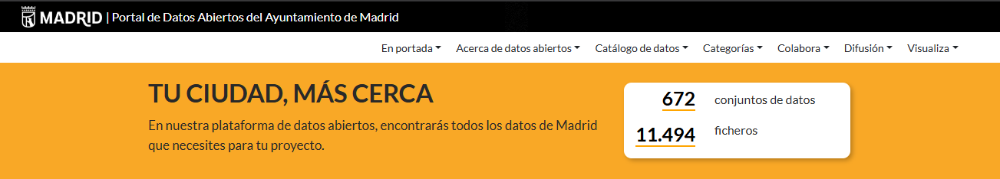 MADRID | Portal de Datos Abiertos del Ayuntamiento de Madrid
En portada Acerca de datos abiertos Catálogo de datos Categorías Colabora Difusión Visualiza
TU CIUDAD, MÁS CERCA
En nuestra plataforma de datos abiertos, encontrarás todos los datos de Madrid
que necesites para tu proyecto.
672 conjuntos de datos
11.494 ficheros